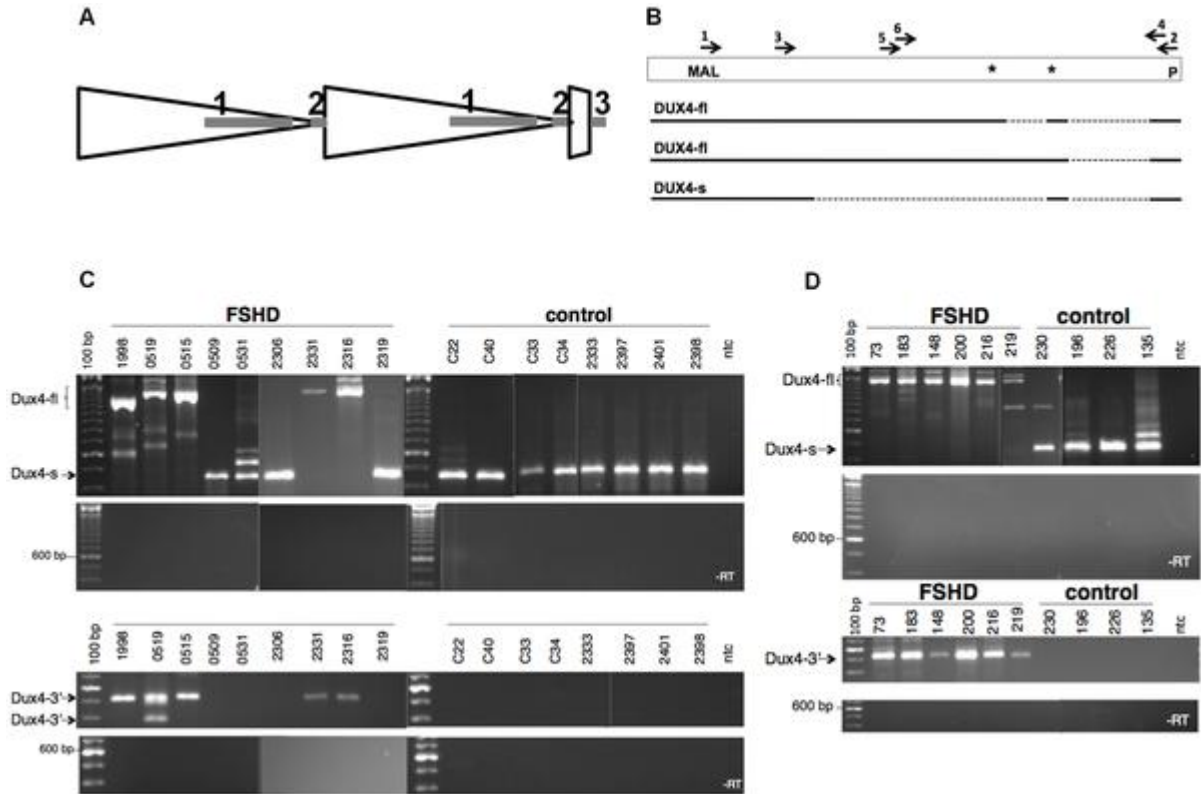 A
1 2 1 2 3
B
1 3 5 6 4 2
MAL * * P
DUX4-fl
DUX4-fl
DUX4-s
C
FSHD control
100 bp 1998 0519 0515 0509 0531 2306 2331 2316 2319 C22 C40 C33 C34 2333 2397 2401 2398 ntc
Dux4-fl
Dux4-s
600 bp
-RT
100 bp 1998 0519 0515 0509 0531 2306 2331 2316 2319 C22 C40 C33 C34 2333 2397 2401 2398 ntc
Dux4-3'
Dux4-3'
600 bp
-RT
D
FSHD control
100 bp 73 183 148 200 216 219 230 196 226 135 ntc
Dux4-fl
Dux4-s
600 bp
-RT
FSHD control
100 bp 73 183 148 200 216 219 230 196 226 135 ntc
Dux4-3'
600 bp
-RT